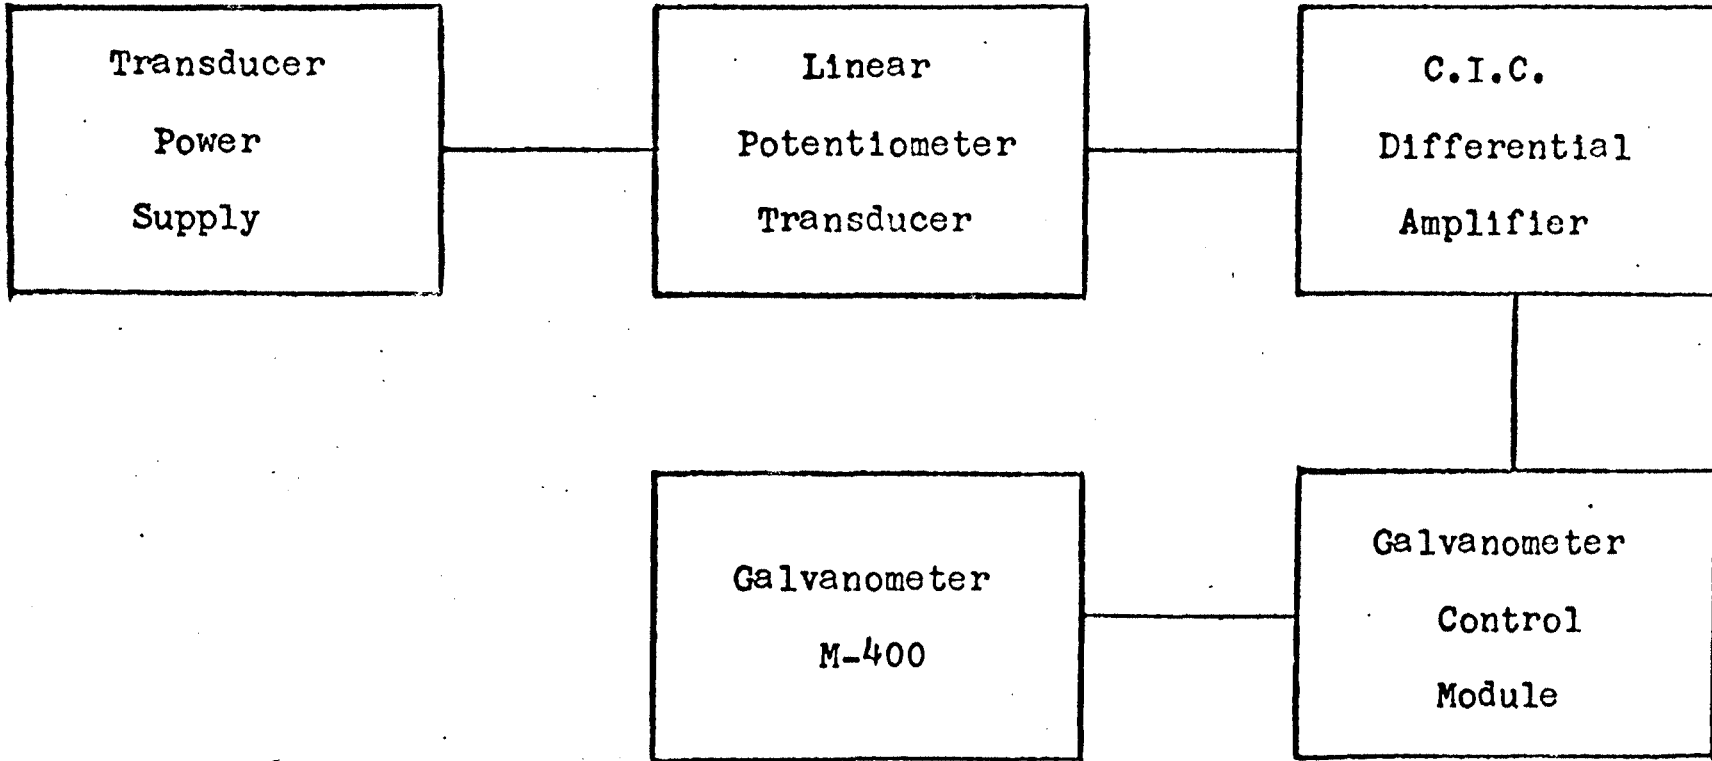 Transducer
Power
Supply
Linear
Potentiometer
Transducer
C.I.C.
Differential
Amplifier
Galvanometer
M-400
Galvanometer
Control
Module